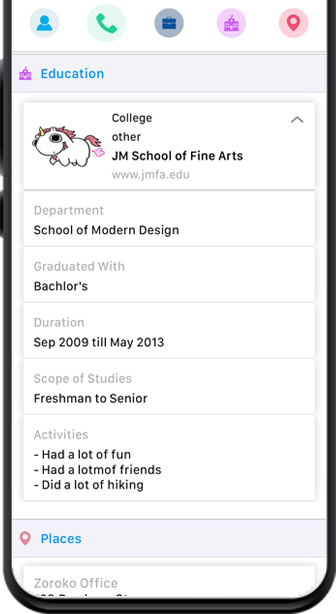 Education
College
other
JM School of Fine Arts
www.jmfa.edu
Department
School of Modern Design
Graduated With
Bachlor's
Duration
Sep 2009 till May 2013
Scope of Studies
Freshman to Senior
Activities
- Had a lot of fun
- Had a lotmof friends
- Did a lot of hiking
Places
Zoroko Office